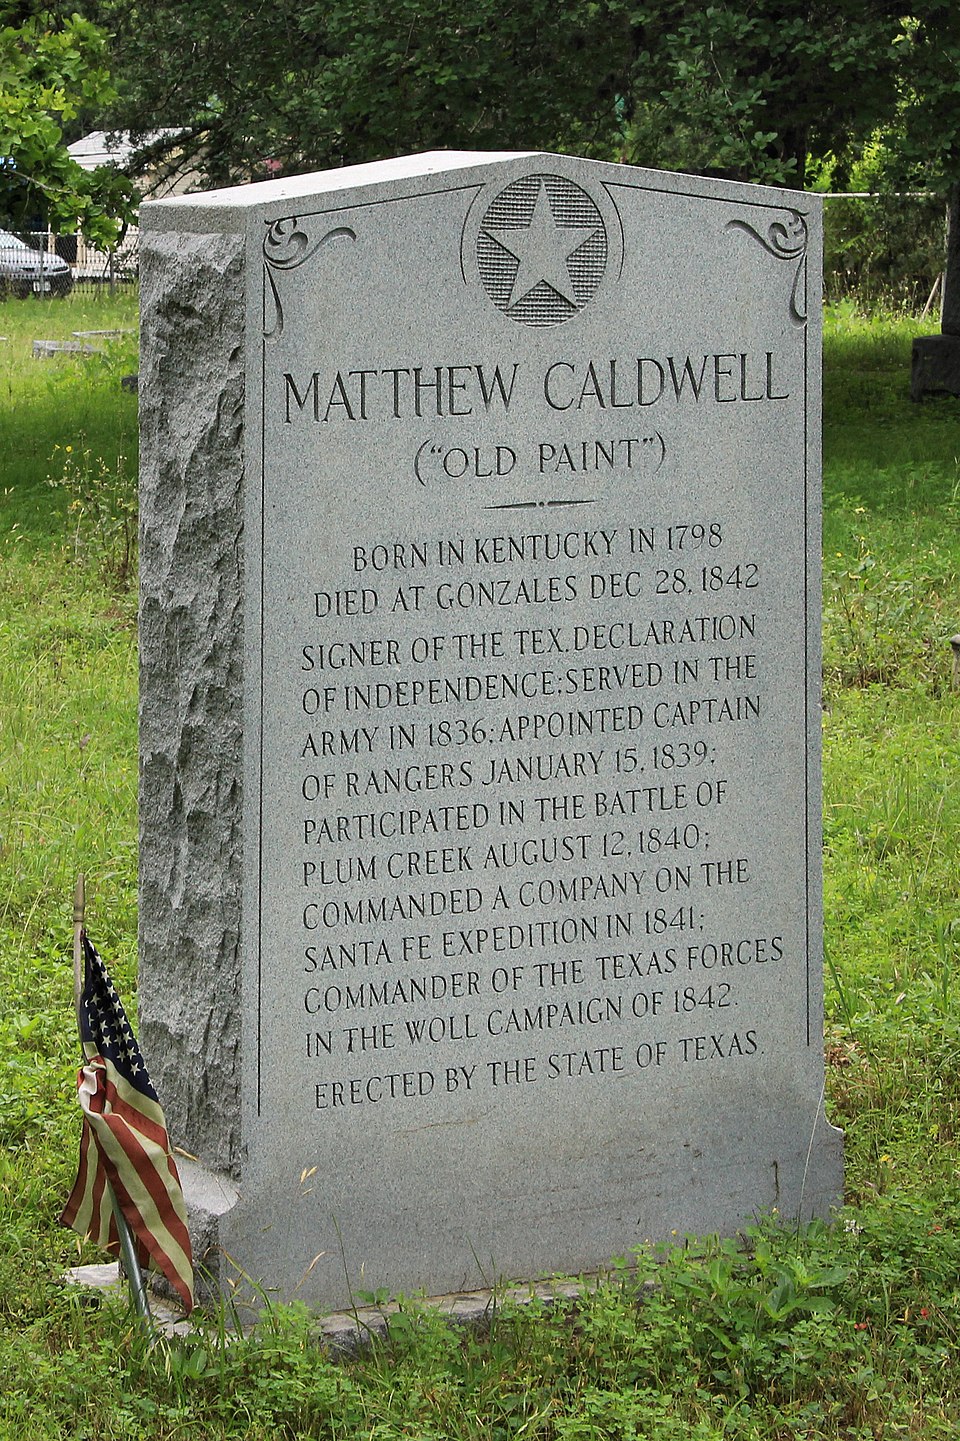 MATTHEW CALDWELL
("OLD PAINT")
BORN IN KENTUCKY IN 1798
DIED AT GONZALES DEC 28, 1842
SIGNER OF THE TEX. DECLARATION
OF INDEPENDENCE: SERVED IN THE
ARMY IN 1836; APPOINTED CAPTAIN
OF RANGERS JANUARY 15, 1839;
PARTICIPATED IN THE BATTLE OF
PLUM CREEK AUGUST 12, 1840;
COMMANDED A COMPANY ON THE
SANTA FE EXPEDITION IN 1841;
COMMANDER OF THE TEXAS FORCES
IN THE WOLL CAMPAIGN OF 1842.
ERECTED BY THE STATE OF TEXAS.